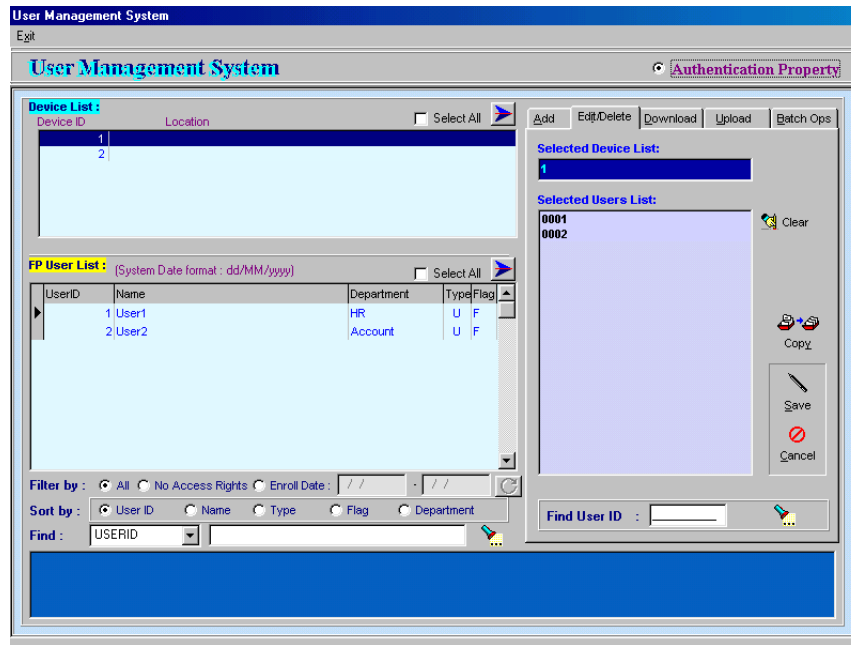 User Management System
Exit
User Management System
Authentication Property
Device List :
Device ID Location Select All
1
2
FP User List : (System Date format : dd/MM/yyyy) Select All
UserID Name Department Type Flag
1 User1 HR U F
2 User2 Account U F
Filter by : All No Access Rights Enroll Date : / / - / /
Sort by : User ID Name Type Flag Department
Find : USERID
Add Edit/Delete Download Upload Batch Ops
Selected Device List:
1
Selected Users List:
0001
0002
Clear
Copy
Save
Cancel
Find User ID :